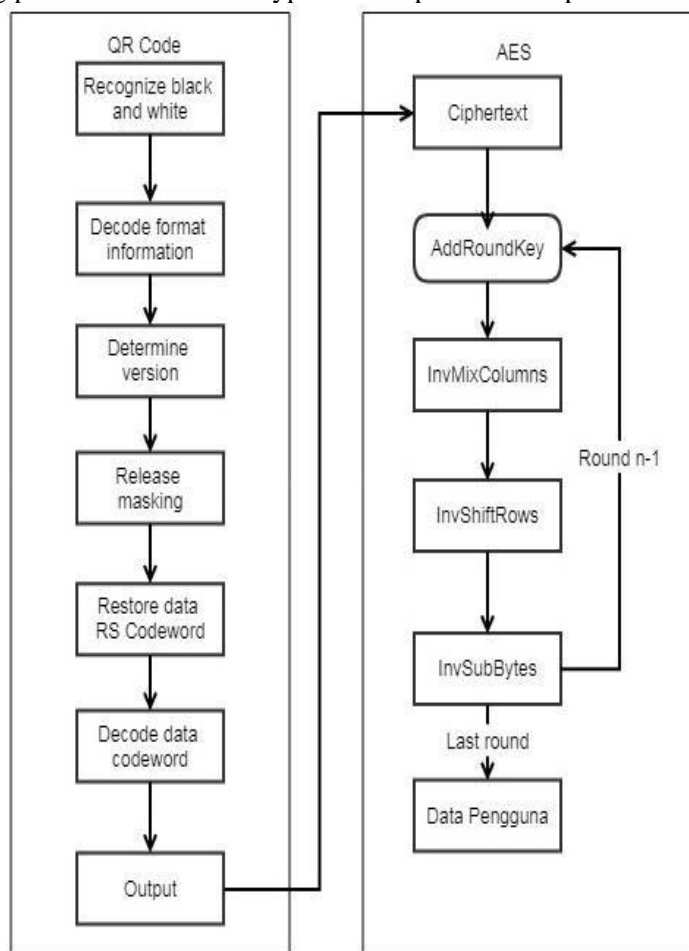 QR Code
Recognize black
and white
Decode format
information
Determine
version
Release
masking
Restore data
RS Codeword
Decode data
codeword
Output
AES
Ciphertext
AddRoundKey
InvMixColumns
Round n-1
InvShiftRows
InvSubBytes
Last round
Data Pengguna